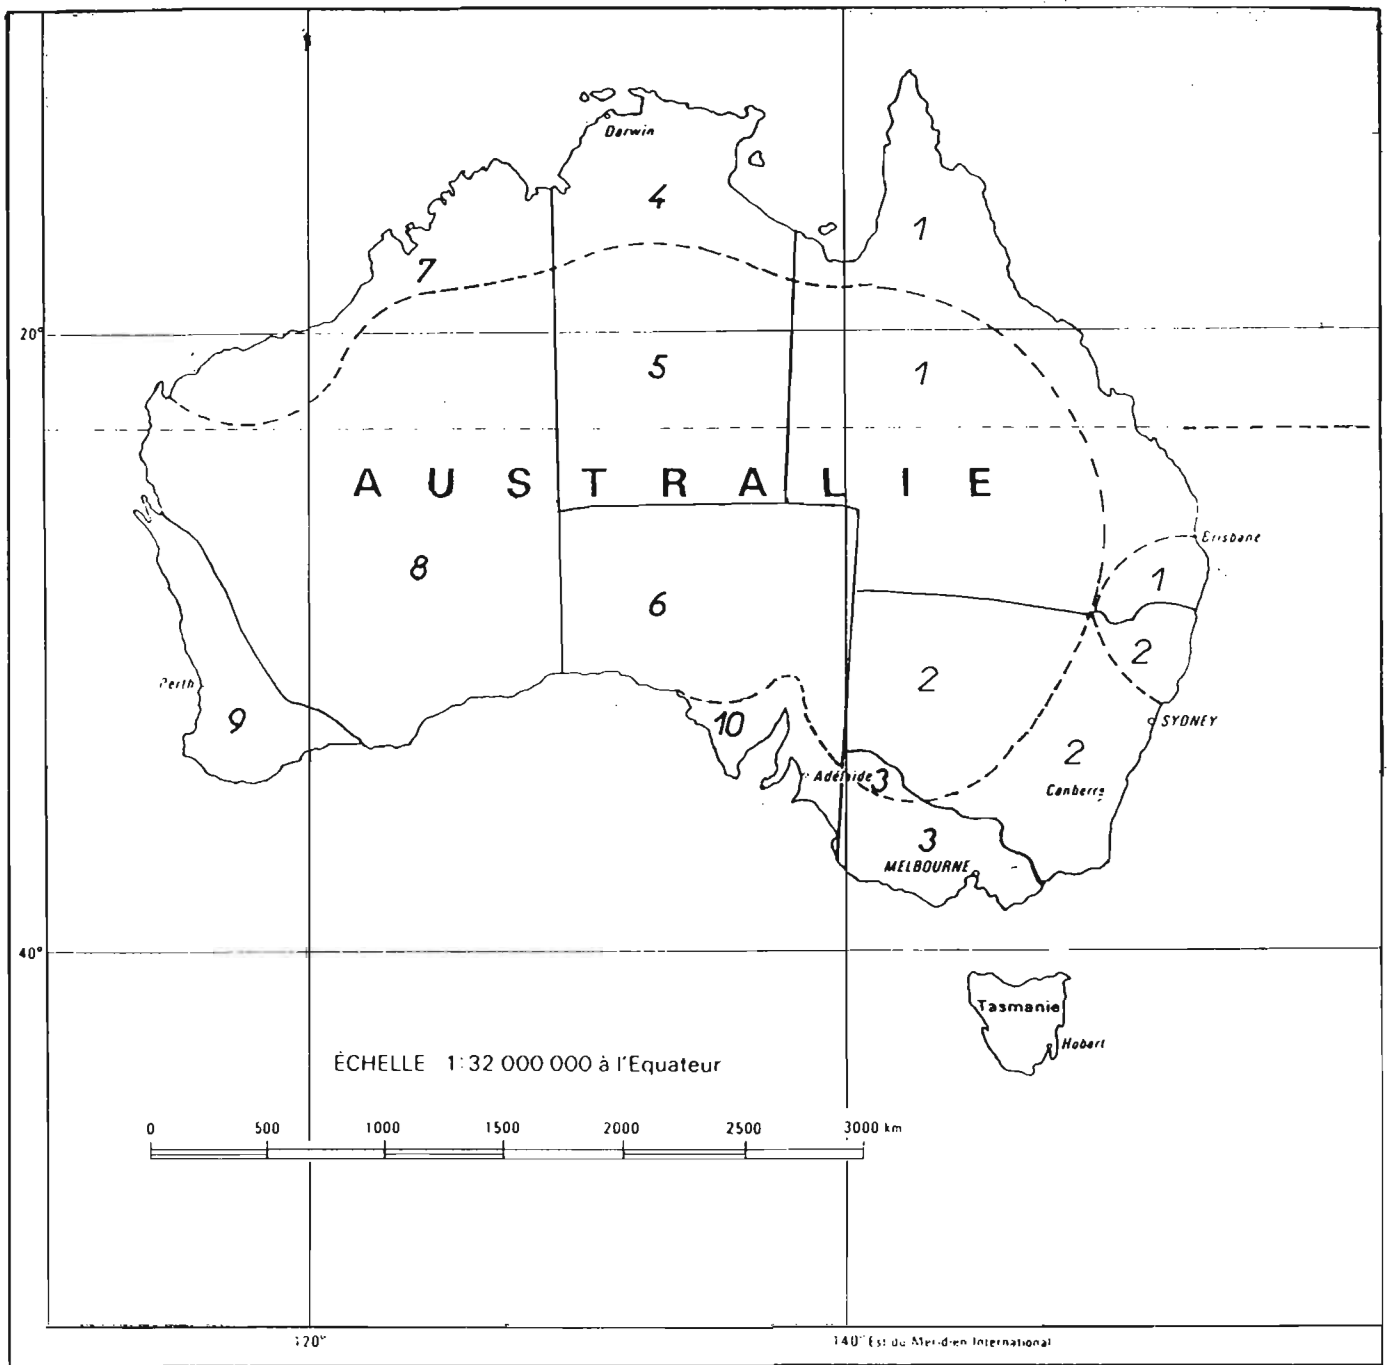 Darwin
4
1
7
20°
5
1
AUSTRALIE
Brisbane
8
1
6
2
2
Perth
9
10
SYDNEY
2
Adélaide
3
Canberra
3
MELBOURNE
40°
Tasmanie
Hobart
ÉCHELLE 1:32 000 000 à l'Equateur
0 500 1000 1500 2000 2500 3000 km
120° 140° Est du Méridien International